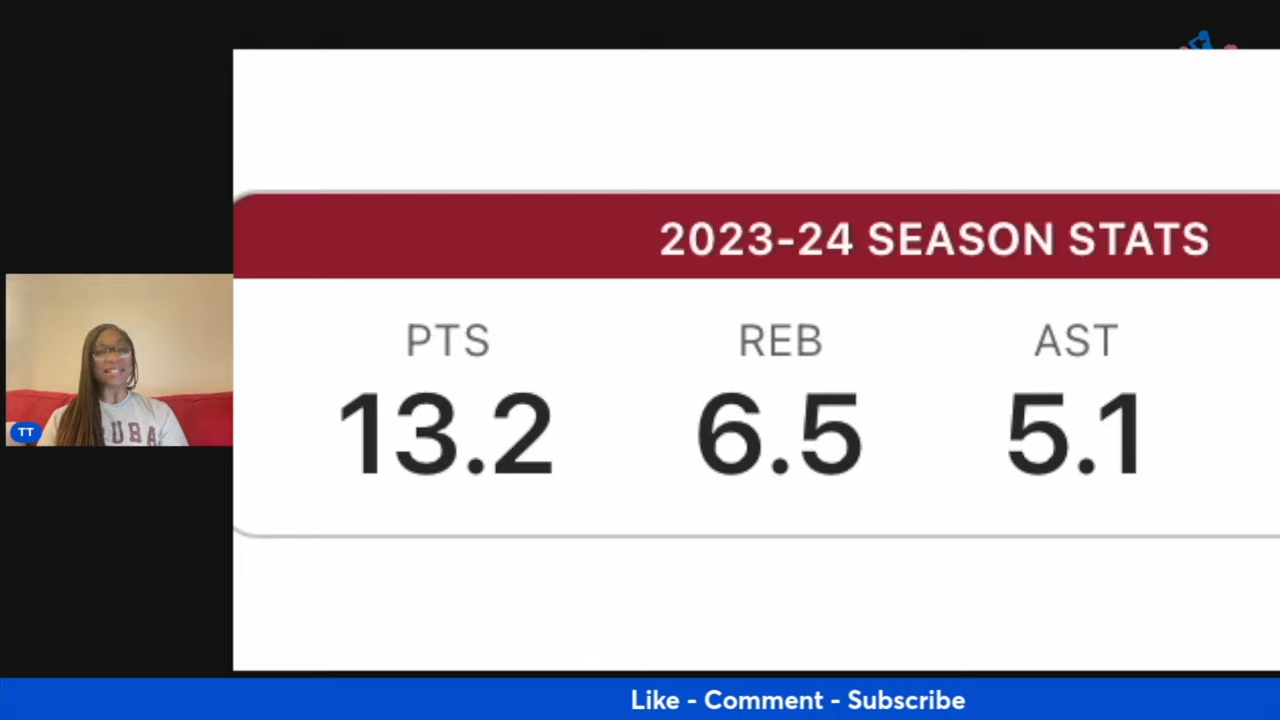 2023-24 SEASON STATS
PTS REB AST
13.2 6.5 5.1
TT
Like - Comment - Subscribe